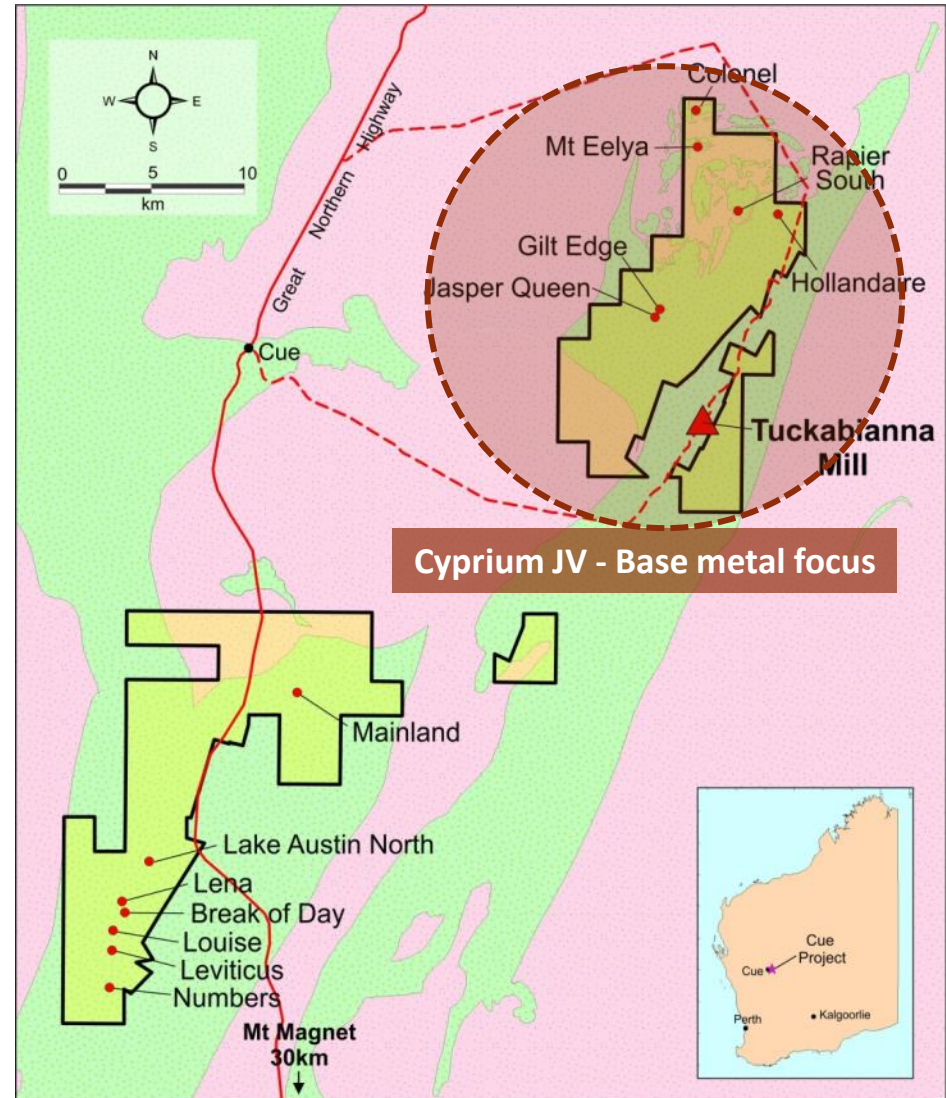 N
W E
S
0 5 10
km
Great Northern Highway
Colonel
Mt Eelya
Rapier
South
Gilt Edge
Jasper Queen
Hollandaire
Cue
Tuckabianna
Mill
Cyprium JV - Base metal focus
Mainland
Lake Austin North
Lena
Break of Day
Louise
Leviticus
Numbers
Mt Magnet
30km
Cue
Project
Cue
Perth
Kalgoorlie